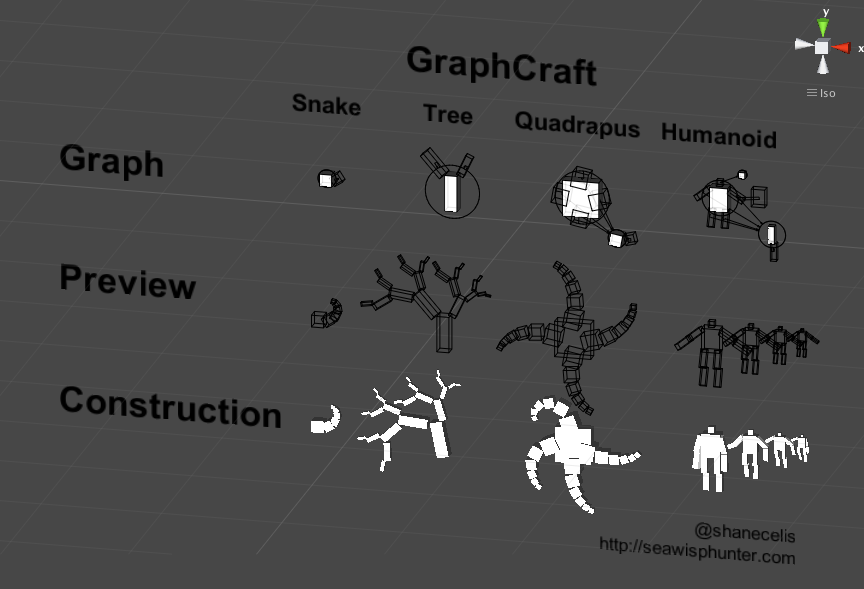 y
x
Iso
GraphCraft
Snake Tree Quadrapus Humanoid
Graph
Preview
Construction
@shanecelis
http://seawisphunter.com